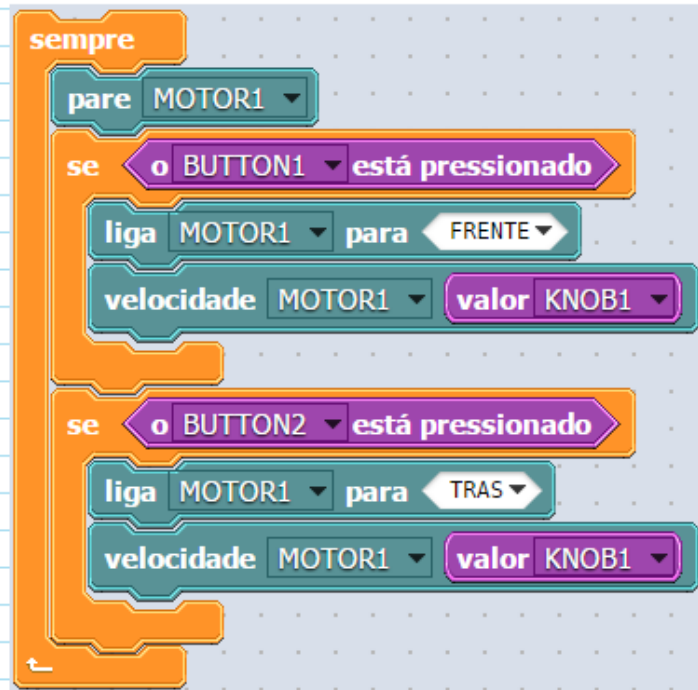 sempre
pare MOTOR1
se o BUTTON1 está pressionado
liga MOTOR1 para FRENTE
velocidade MOTOR1 valor KNOB1
se o BUTTON2 está pressionado
liga MOTOR1 para TRAS
velocidade MOTOR1 valor KNOB1